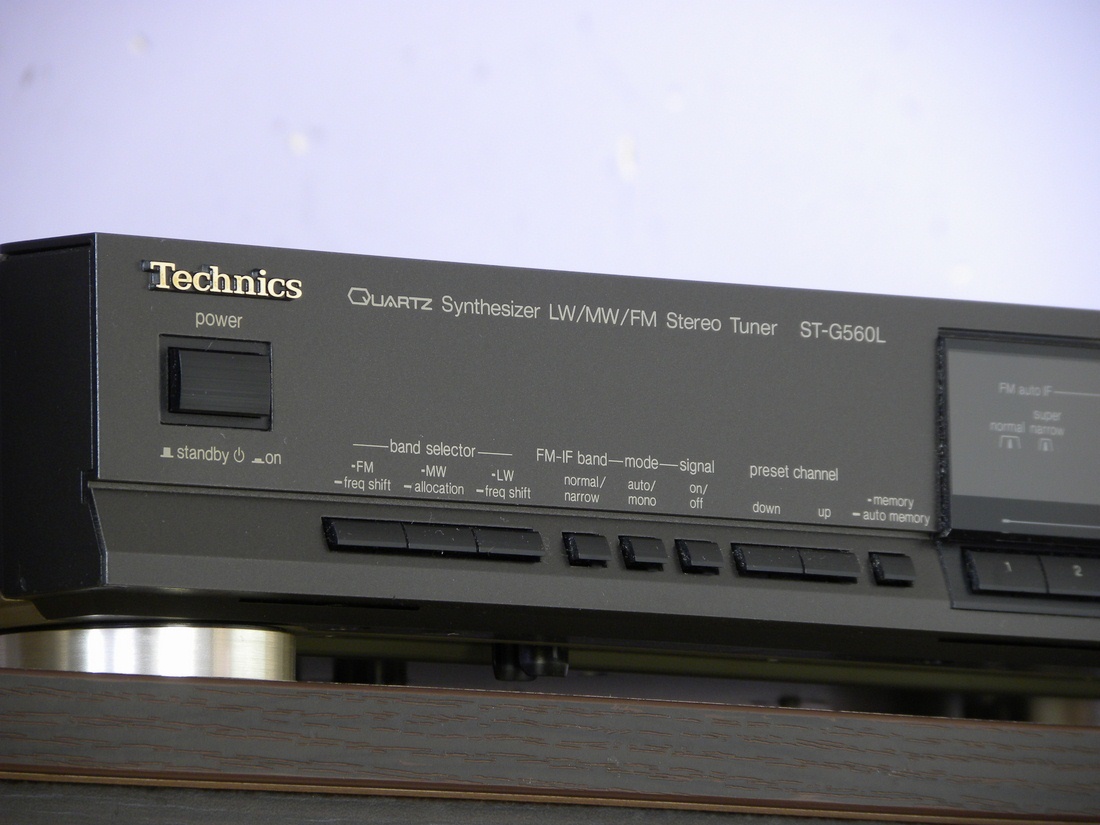 Technics
QUARTZ Synthesizer LW/MW/FM Stereo Tuner ST-G560L
power
standby on
band selector
-FM
freq shift
-MW
allocation
-LW
freq shift
FM-IF band mode signal
normal/
narrow
auto/
mono
on/
off
preset channel
down up
-memory
auto memory
FM auto IF
super
normal narrow
1 2